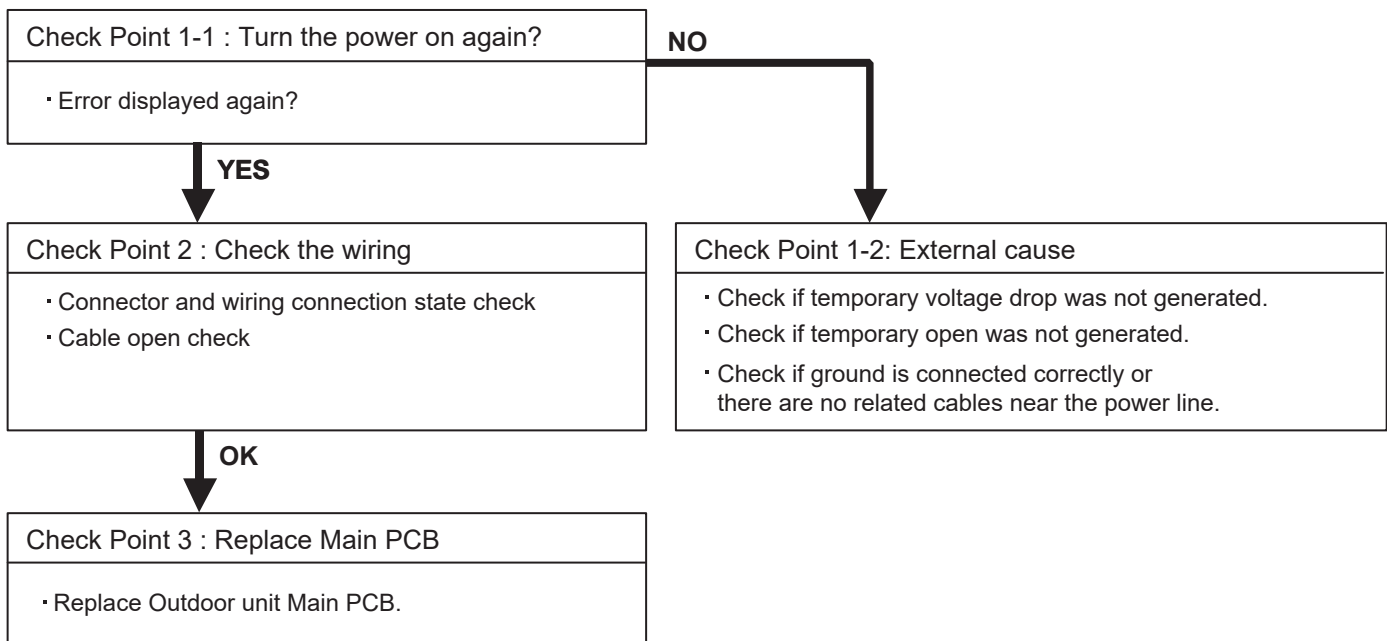 Check Point 1-1 : Turn the power on again?
・Error displayed again?
NO
YES
Check Point 2 : Check the wiring
・Connector and wiring connection state check
・Cable open check
Check Point 1-2: External cause
・Check if temporary voltage drop was not generated.
・Check if temporary open was not generated.
・Check if ground is connected correctly or
there are no related cables near the power line.
OK
Check Point 3 : Replace Main PCB
・Replace Outdoor unit Main PCB.